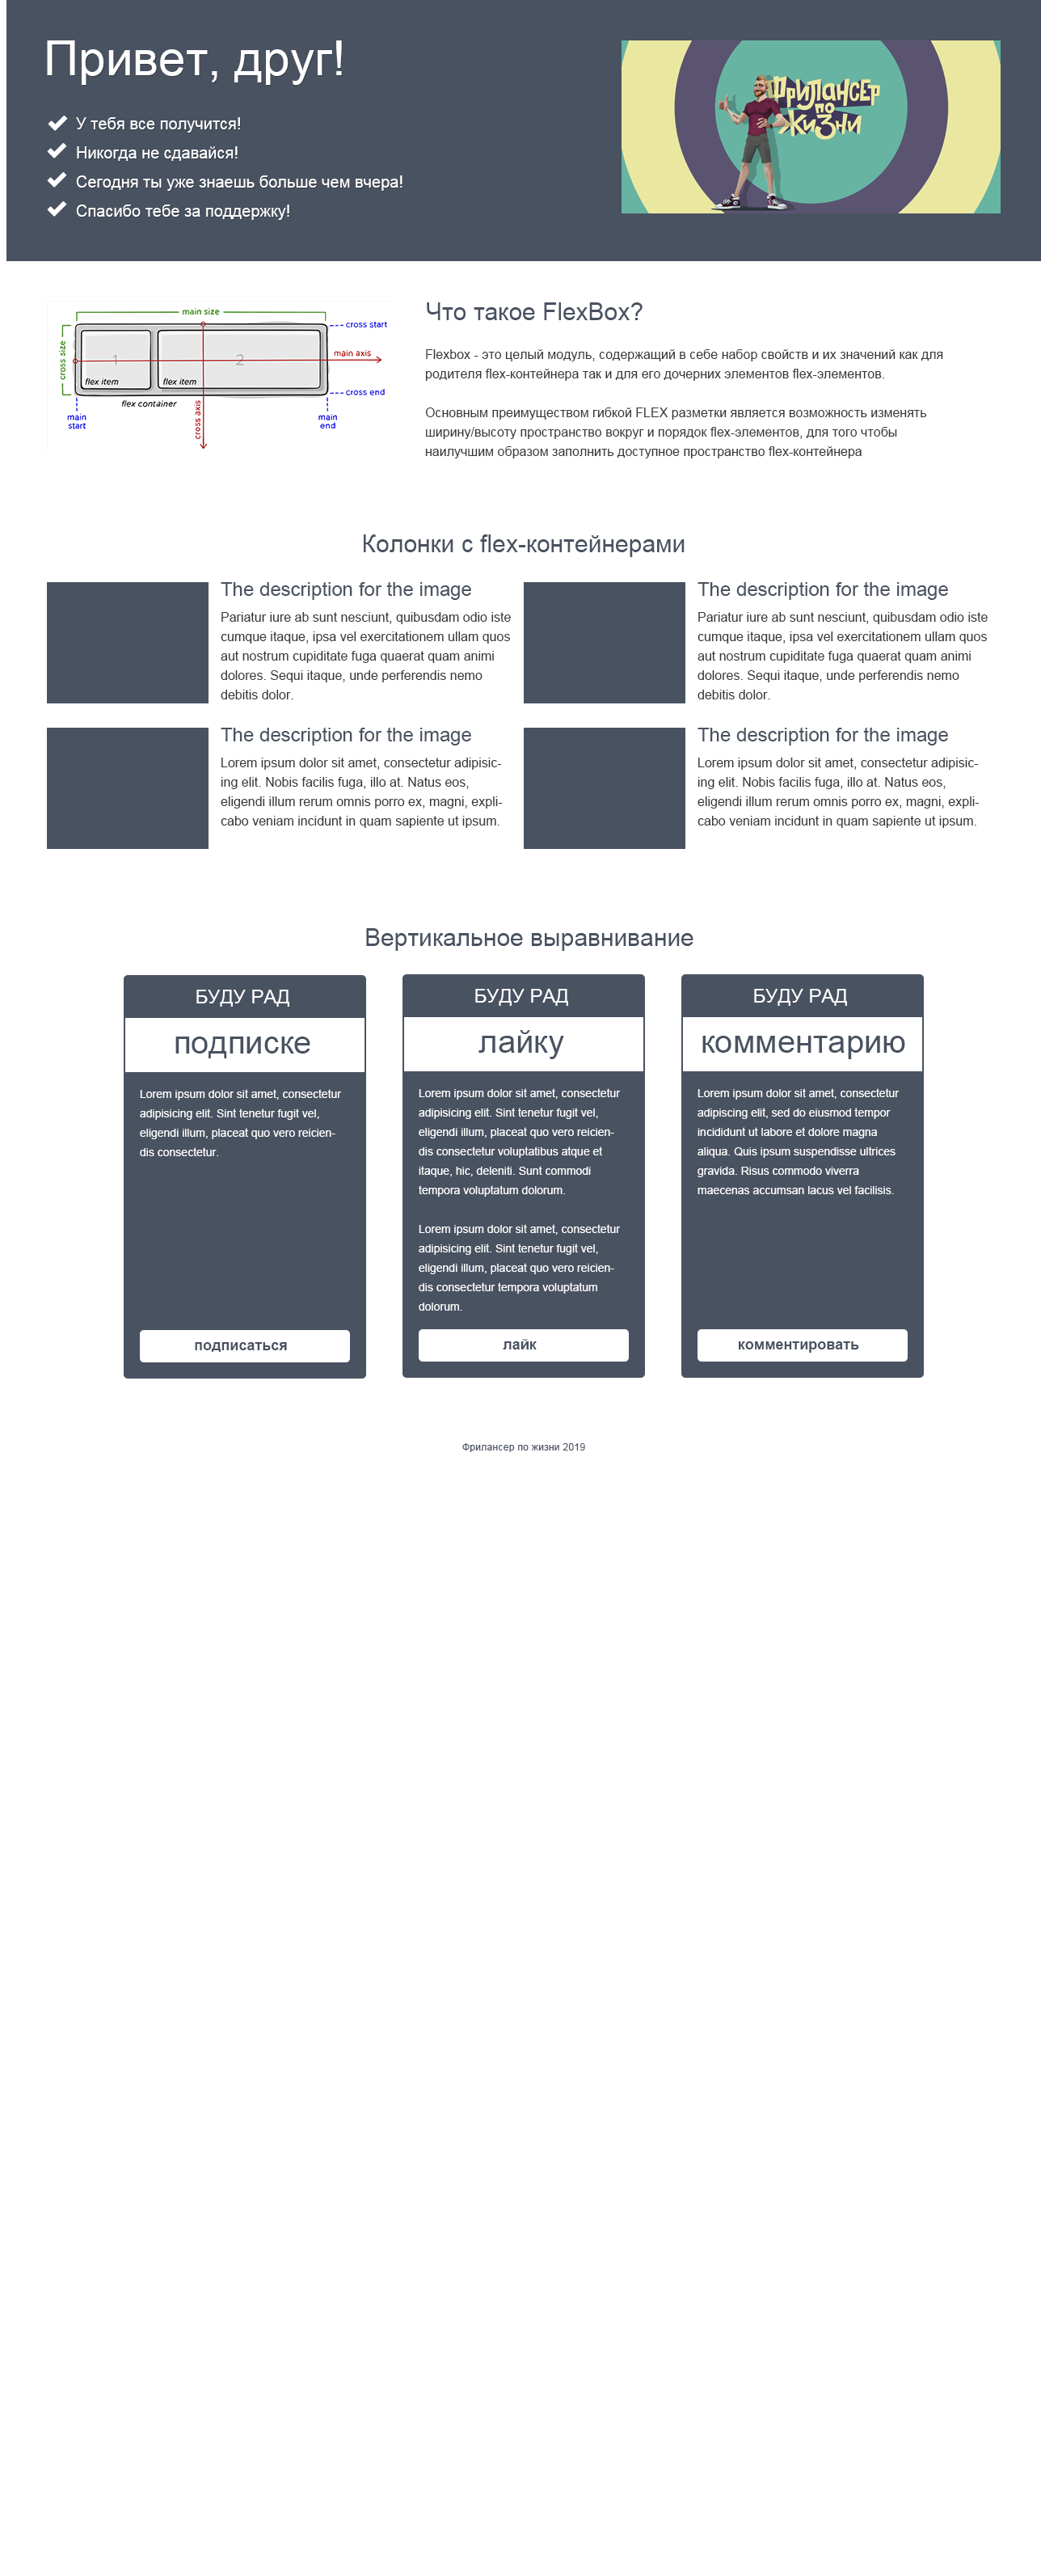 Привет, друг!
У тебя все получится!
Никогда не сдавайся!
Сегодня ты уже знаешь больше чем вчера!
Спасибо тебе за поддержку!
ФРИЛАНСЕР
ПО
ЖИЗНИ
main size
cross size
cross start
main axis
1
2
flex item
flex item
cross end
flex container
main
start
cross axis
main
end
Что такое FlexBox?
Flexbox - это целый модуль, содержащий в себе набор свойств и их значений как для
родителя flex-контейнера так и для его дочерних элементов flex-элементов.
Основным преимуществом гибкой FLEX разметки является возможность изменять
ширину/высоту пространство вокруг и порядок flex-элементов, для того чтобы
наилучшим образом заполнить доступное пространство flex-контейнера
Колонки с flex-контейнерами
The description for the image
Pariatur iure ab sunt nesciunt, quibusdam odio iste
cumque itaque, ipsa vel exercitationem ullam quos
aut nostrum cupiditate fuga quaerat quam animi
dolores. Sequi itaque, unde perferendis nemo
debitis dolor.
The description for the image
Pariatur iure ab sunt nesciunt, quibusdam odio iste
cumque itaque, ipsa vel exercitationem ullam quos
aut nostrum cupiditate fuga quaerat quam animi
dolores. Sequi itaque, unde perferendis nemo
debitis dolor.
The description for the image
Lorem ipsum dolor sit amet, consectetur adipisic-
ing elit. Nobis facilis fuga, illo at. Natus eos,
eligendi illum rerum omnis porro ex, magni, expli-
cabo veniam incidunt in quam sapiente ut ipsum.
The description for the image
Lorem ipsum dolor sit amet, consectetur adipisic-
ing elit. Nobis facilis fuga, illo at. Natus eos,
eligendi illum rerum omnis porro ex, magni, expli-
cabo veniam incidunt in quam sapiente ut ipsum.
Вертикальное выравнивание
БУДУ РАД
подписке
Lorem ipsum dolor sit amet, consectetur
adipisicing elit. Sint tenetur fugit vel,
eligendi illum, placeat quo vero reicien-
dis consectetur.
подписаться
БУДУ РАД
лайку
Lorem ipsum dolor sit amet, consectetur
adipisicing elit. Sint tenetur fugit vel,
eligendi illum, placeat quo vero reicien-
dis consectetur voluptatibus atque et
itaque, hic, deleniti. Sunt commodi
tempora voluptatum dolorum.
Lorem ipsum dolor sit amet, consectetur
adipisicing elit. Sint tenetur fugit vel,
eligendi illum, placeat quo vero reicien-
dis consectetur tempora voluptatum
dolorum.
лайк
БУДУ РАД
комментарию
Lorem ipsum dolor sit amet, consectetur
adipiscing elit, sed do eiusmod tempor
incididunt ut labore et dolore magna
aliqua. Quis ipsum suspendisse ultrices
gravida. Risus commodo viverra
maecenas accumsan lacus vel facilisis.
комментировать
Фрилансер по жизни 2019